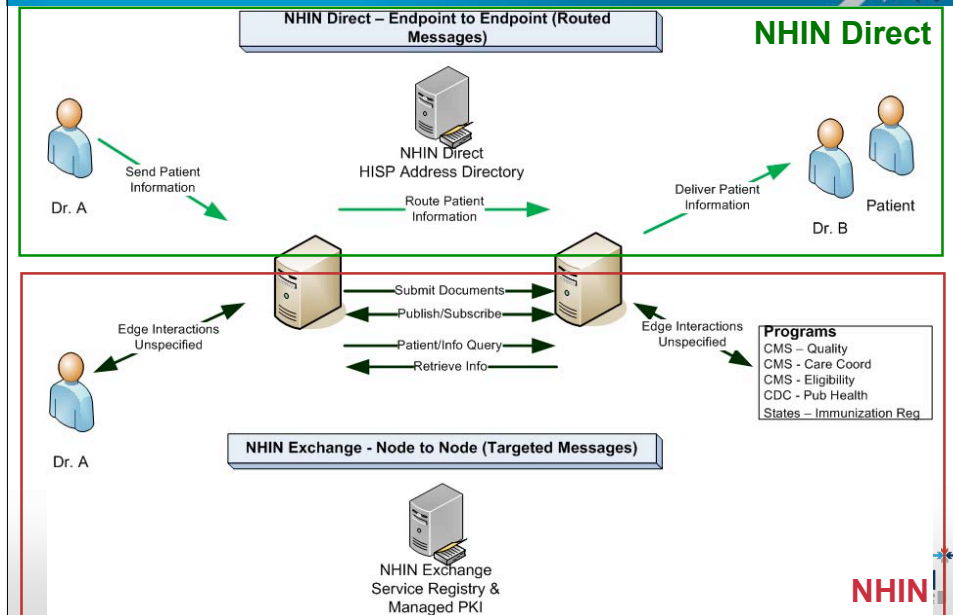 NHIN Direct – Endpoint to Endpoint (Routed
Messages)
NHIN Direct
NHIN Direct
HISP Address Directory
Send Patient
Information
Dr. A
Route Patient
Information
Deliver Patient
Information
Dr. B
Patient
Submit Documents
Publish/Subscribe
Patient/Info Query
Retrieve Info
Edge Interactions
Unspecified
Dr. A
Edge Interactions
Unspecified
Programs
CMS – Quality
CMS - Care Coord
CMS - Eligibility
CDC - Pub Health
States – Immunization Reg
NHIN Exchange - Node to Node (Targeted Messages)
NHIN Exchange
Service Registry &
Managed PKI
NHIN